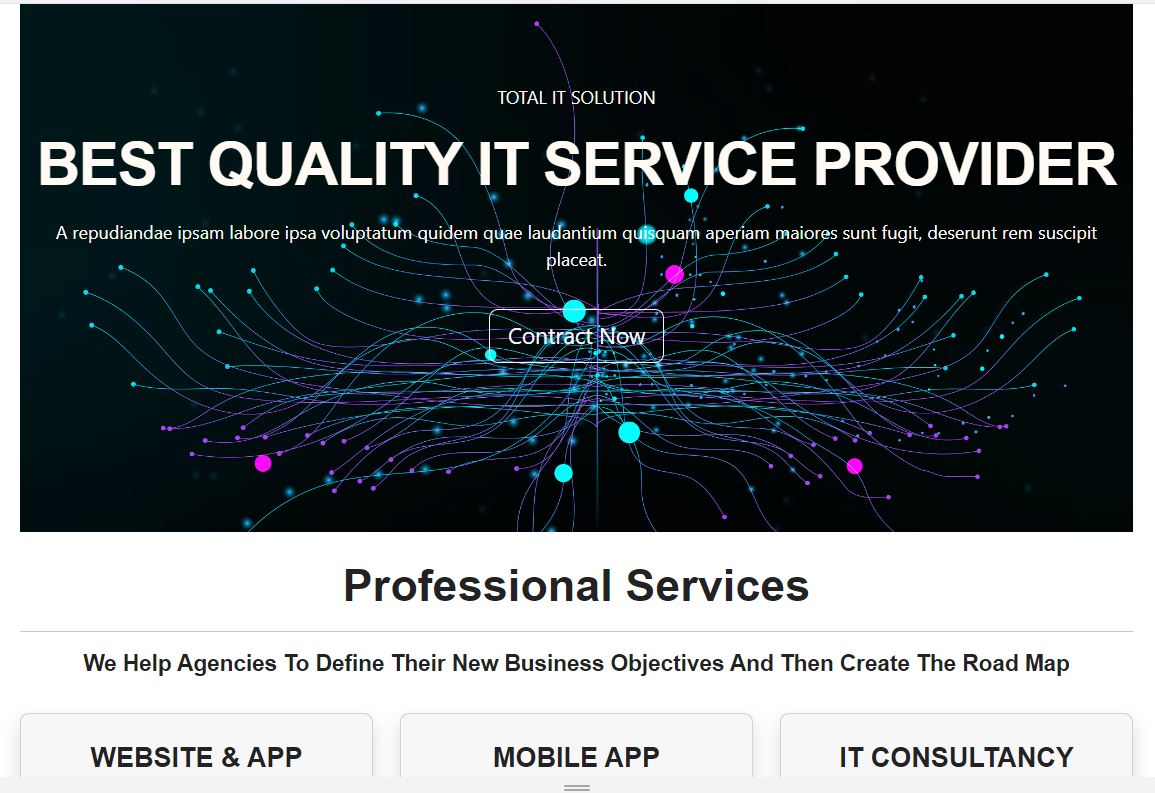 TOTAL IT SOLUTION
BEST QUALITY IT SERVICE PROVIDER
A repudiandae ipsam labore ipsa voluptatum quidem quae laudantium quisquam aperiam maiores sunt fugit, deserunt rem suscipit
placeat.
Contract Now
Professional Services
We Help Agencies To Define Their New Business Objectives And Then Create The Road Map
WEBSITE & APP
MOBILE APP
IT CONSULTANCY